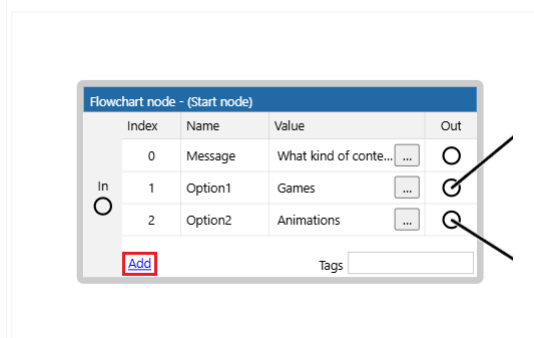 Flowchart node - (Start node)
Index Name Value Out
0 Message What kind of conte... ...
In
1 Option1 Games ...
2 Option2 Animations ...
Add Tags